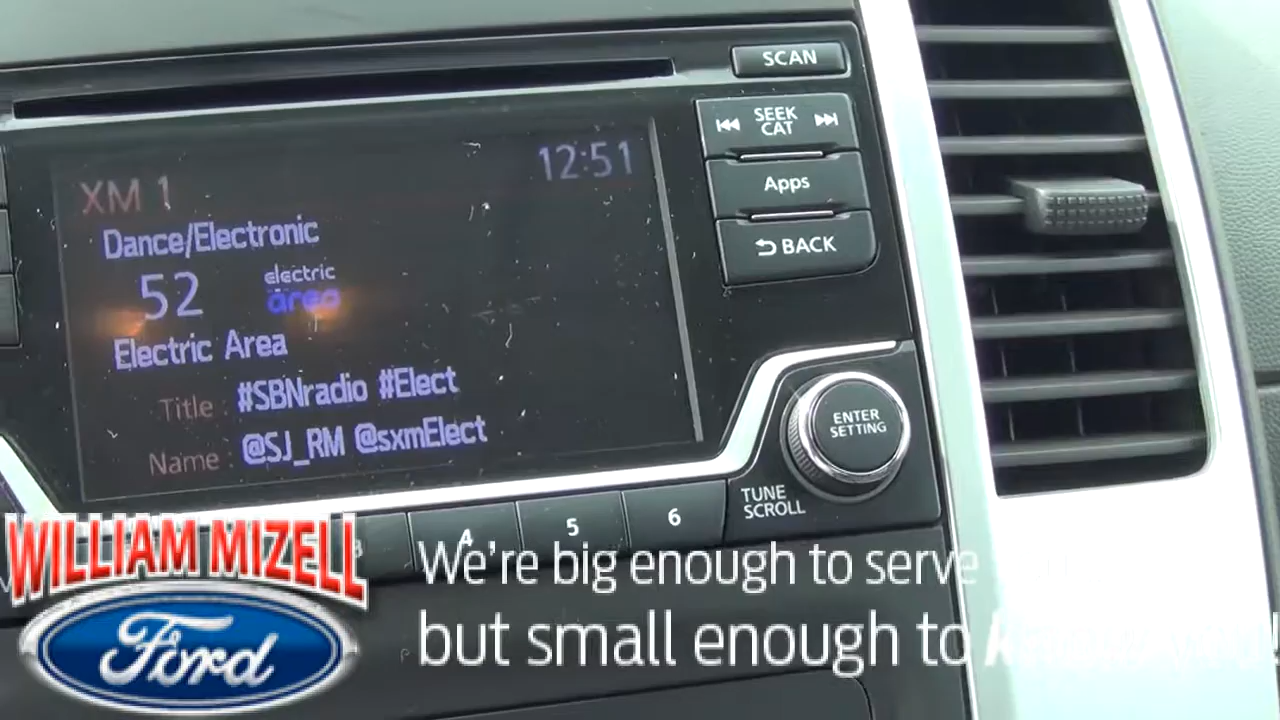 SCAN
SEEK
CAT
Apps
BACK
XM 1
12:51
Dance/Electronic
52
electric
area
Electric Area
Title : #SBNradio #Elect
Name : @SJ_RM @sxmElect
ENTER
SETTING
TUNE
SCROLL
3
4
5
6
WILLIAM MIZELL
Ford
We're big enough to serve
but small enough to